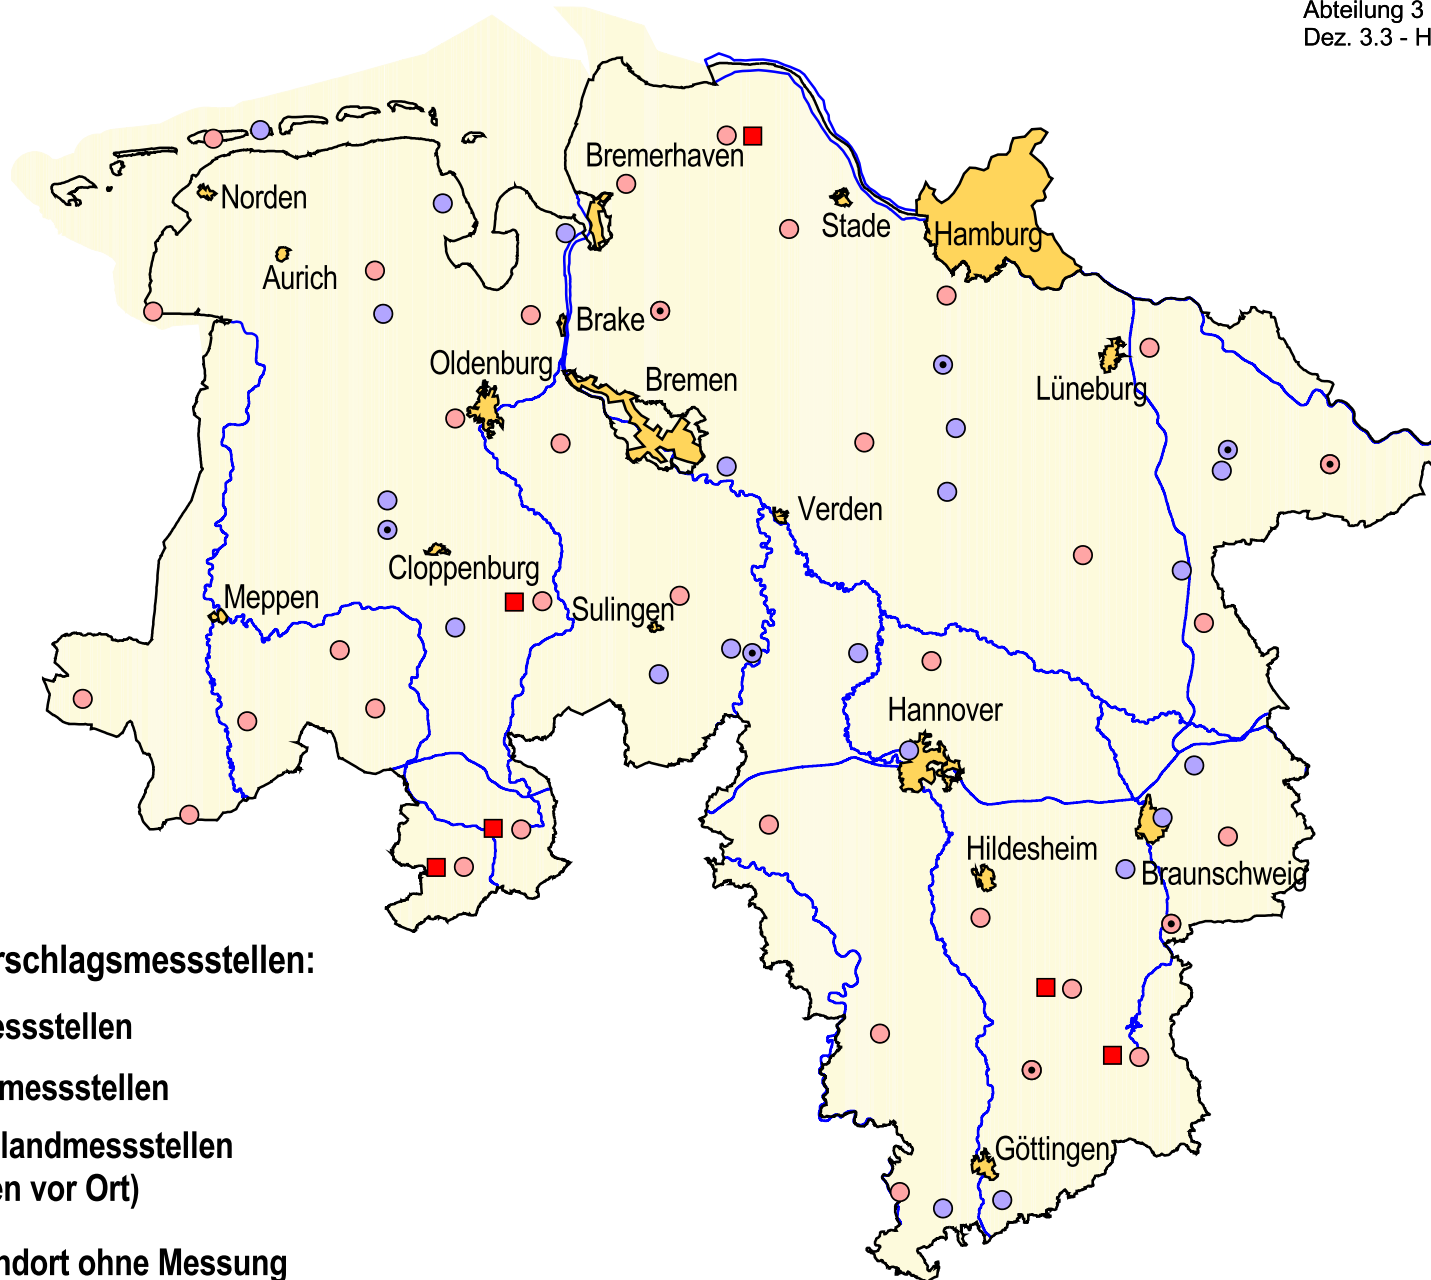 Abteilung 3
Dez. 3.3 - H
Bremerhaven
Norden
Stade
Hamburg
Aurich
Brake
Oldenburg
Bremen
Lüneburg
Verden
Cloppenburg
Meppen
Sulingen
Hannover
Hildesheim
Braunschweig
rschlagsmessstellen:
essstellen
messstellen
landmessstellen
en vor Ort)
Göttingen
ndort ohne Messung